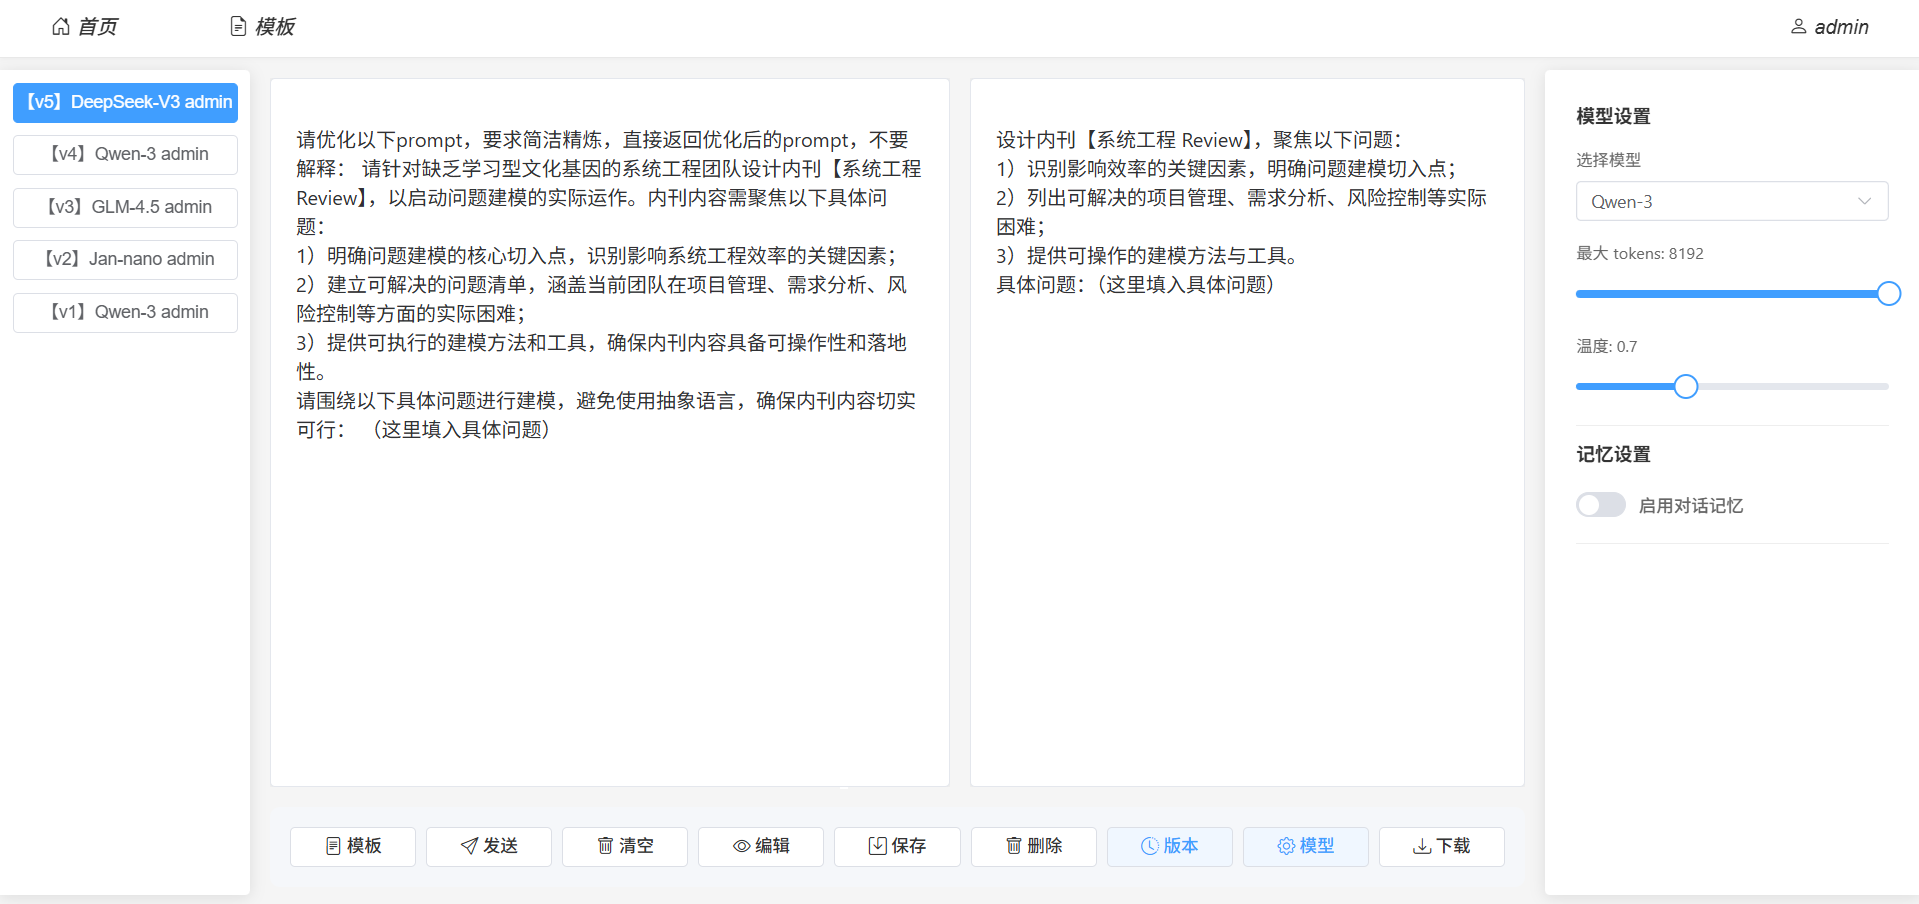 首页
模板
admin
【v5】DeepSeek-V3 admin
【v4】Qwen-3 admin
【v3】GLM-4.5 admin
【v2】Jan-nano admin
【v1】Qwen-3 admin
请优化以下prompt，要求简洁精炼，直接返回优化后的prompt，不要
解释： 请针对缺乏学习型文化基因的系统工程团队设计内刊【系统工程
Review】，以启动问题建模的实际运作。内刊内容需聚焦以下具体问
题：
1）明确问题建模的核心切入点，识别影响系统工程效率的关键因素；
2）建立可解决的问题清单，涵盖当前团队在项目管理、需求分析、风
险控制等方面的实际困难；
3）提供可执行的建模方法和工具，确保内刊内容具备可操作性和落地
性。
请围绕以下具体问题进行建模，避免使用抽象语言，确保内刊内容切实
可行： （这里填入具体问题）
设计内刊【系统工程 Review】，聚焦以下问题：
1）识别影响效率的关键因素，明确问题建模切入点；
2）列出可解决的项目管理、需求分析、风险控制等实际
困难；
3）提供可操作的建模方法与工具。
具体问题：（这里填入具体问题）
模型设置
选择模型
Qwen-3
最大 tokens: 8192
温度: 0.7
记忆设置
启用对话记忆
模板
发送
清空
编辑
保存
删除
版本
模型
下载